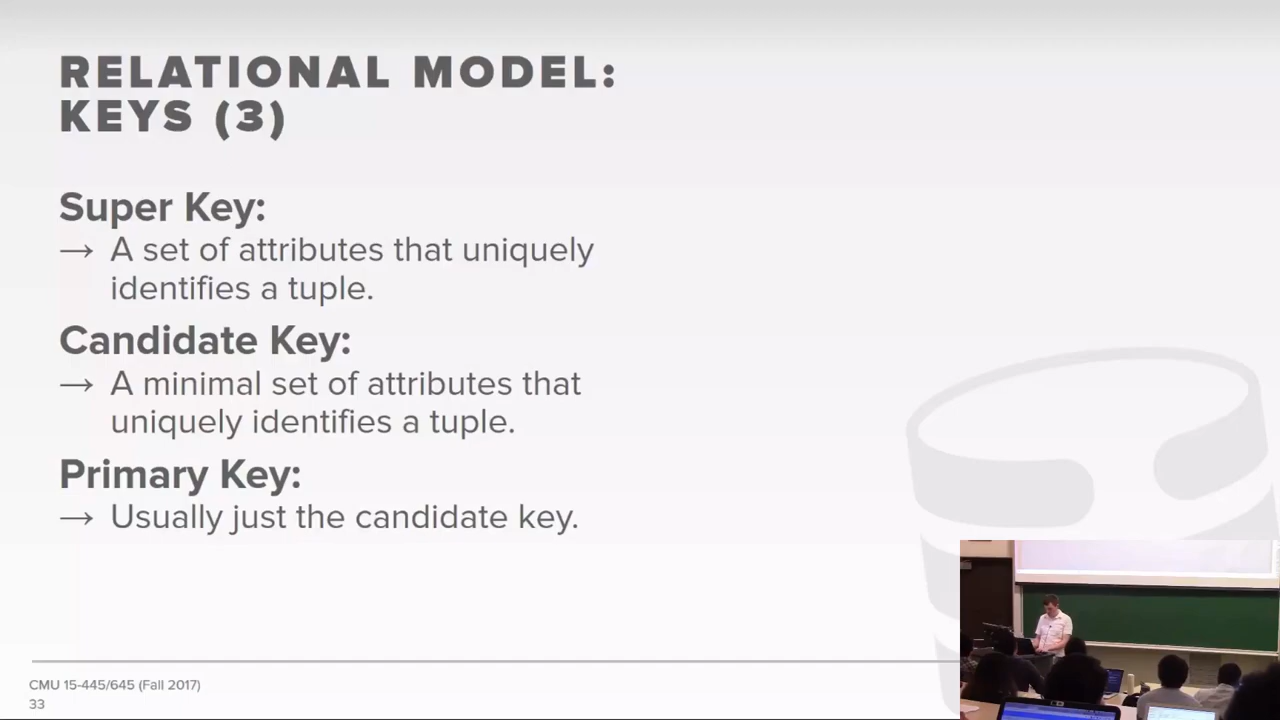 RELATIONAL MODEL:
KEYS (3)
Super Key:
→ A set of attributes that uniquely
identifies a tuple.
Candidate Key:
→ A minimal set of attributes that
uniquely identifies a tuple.
Primary Key:
→ Usually just the candidate key.
CMU 15-445/645 (Fall 2017)
33